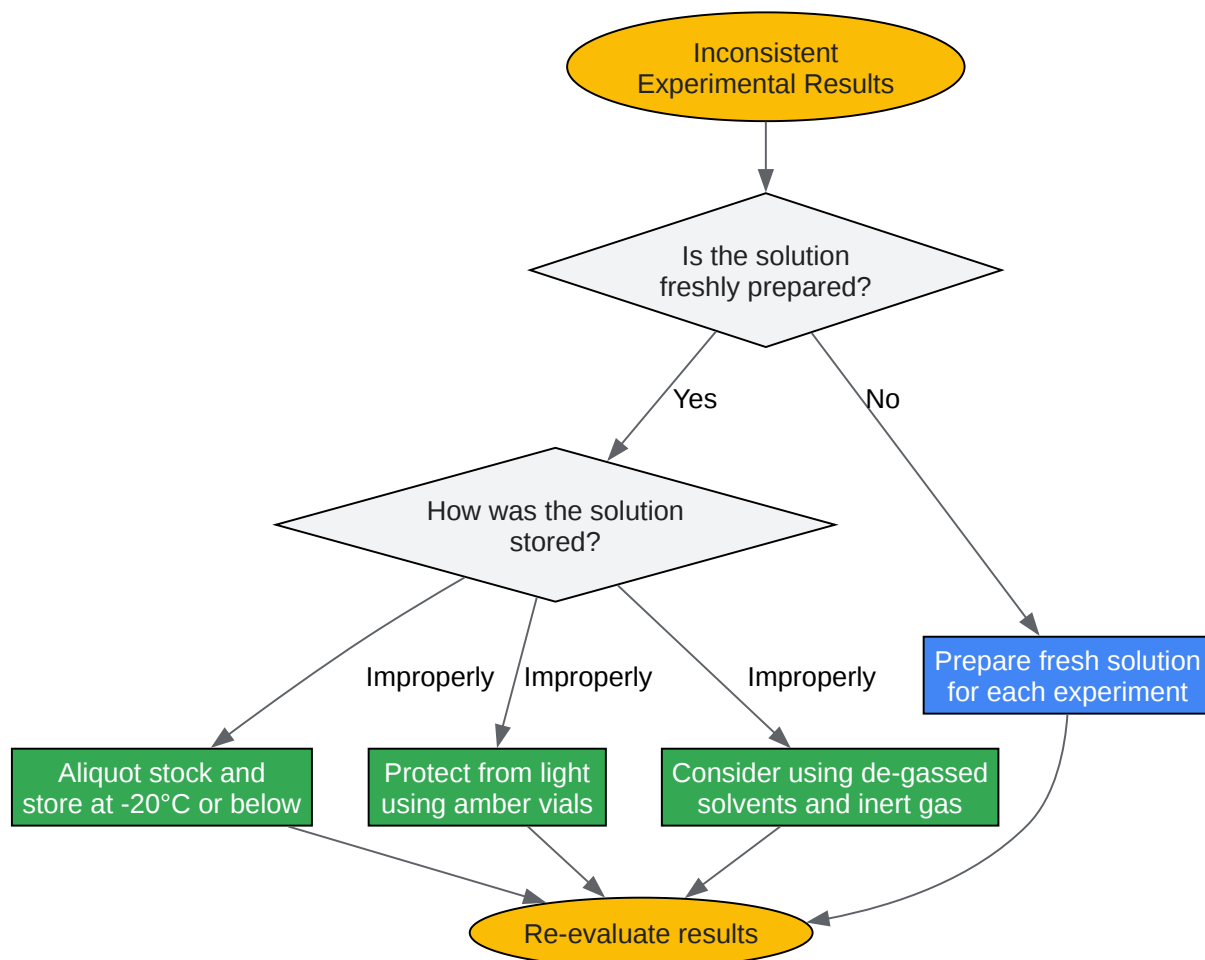 Inconsistent
Experimental Results
Is the solution
freshly prepared?
Yes
No
How was the solution
stored?
Improperly
Improperly
Improperly
Prepare fresh solution
for each experiment
Aliquot stock and
store at -20°C or below
Protect from light
using amber vials
Consider using de-gassed
solvents and inert gas
Re-evaluate results